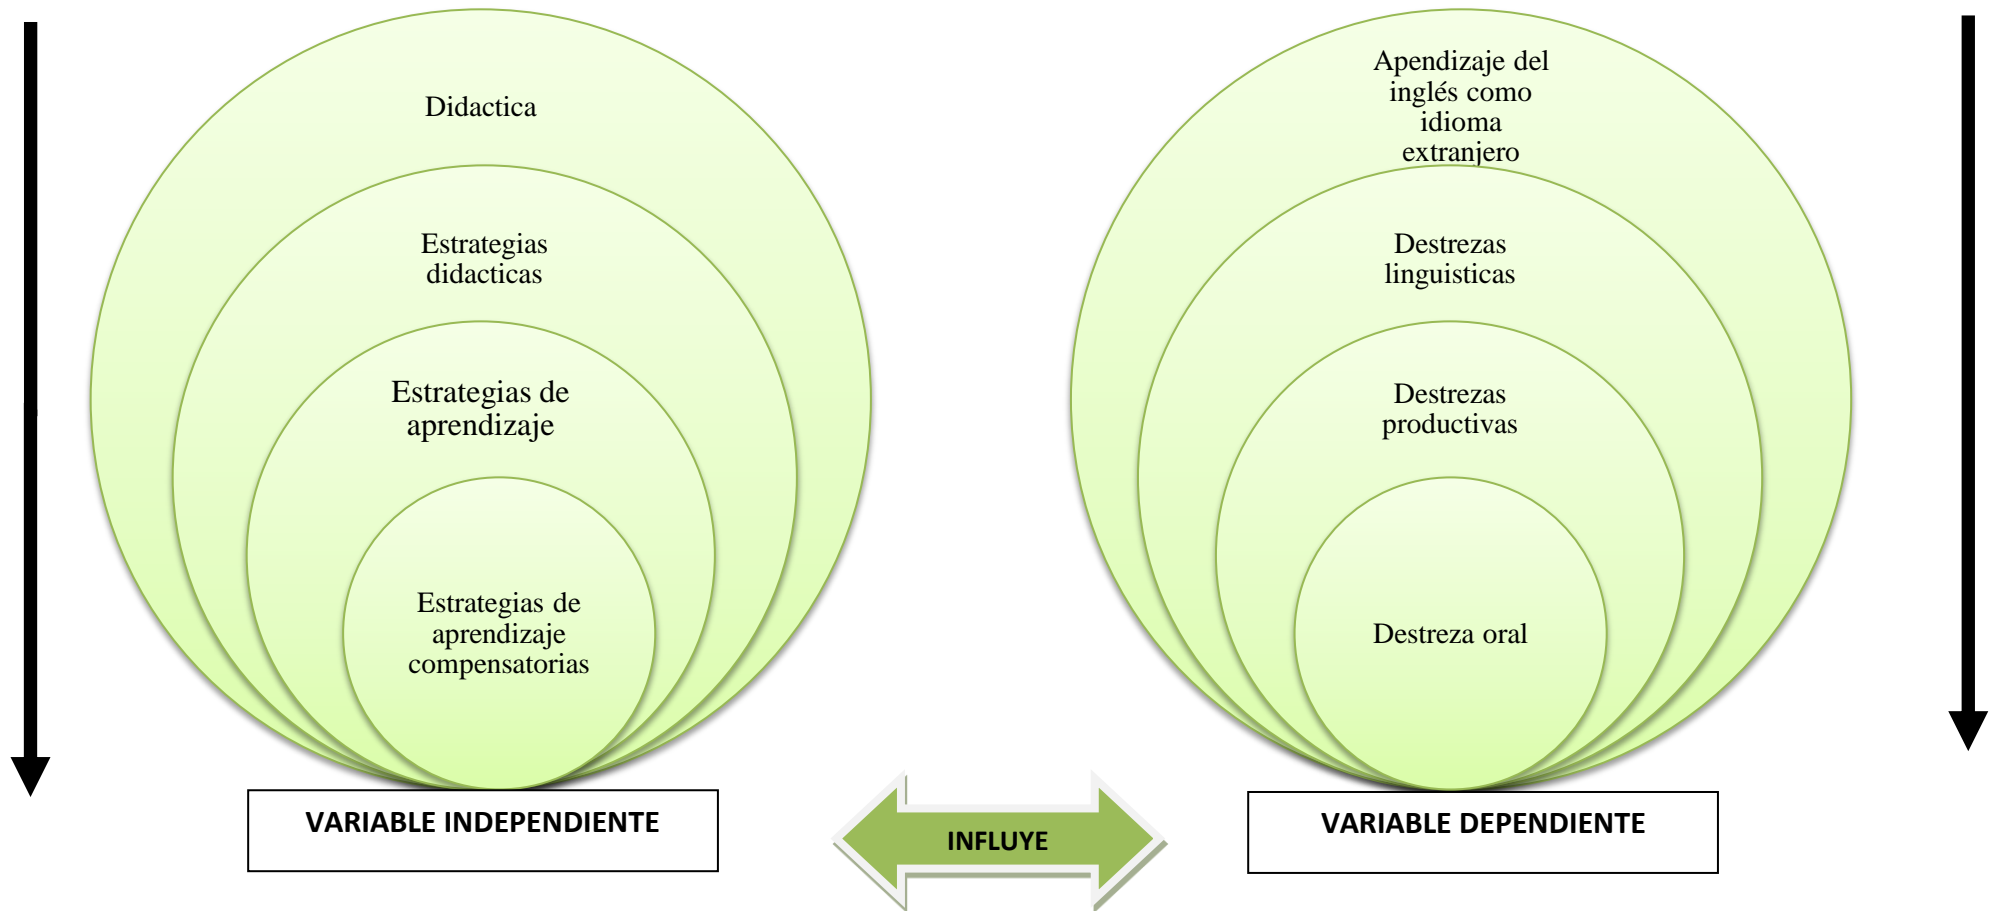 Didactica
Estrategias
didacticas
Estrategias de
aprendizaje
Estrategias de
aprendizaje
compensatorias
VARIABLE INDEPENDIENTE
INFLUYE
Apendizaje del
inglés como
idioma
extranjero
Destrezas
linguisticas
Destrezas
productivas
Destreza oral
VARIABLE DEPENDIENTE